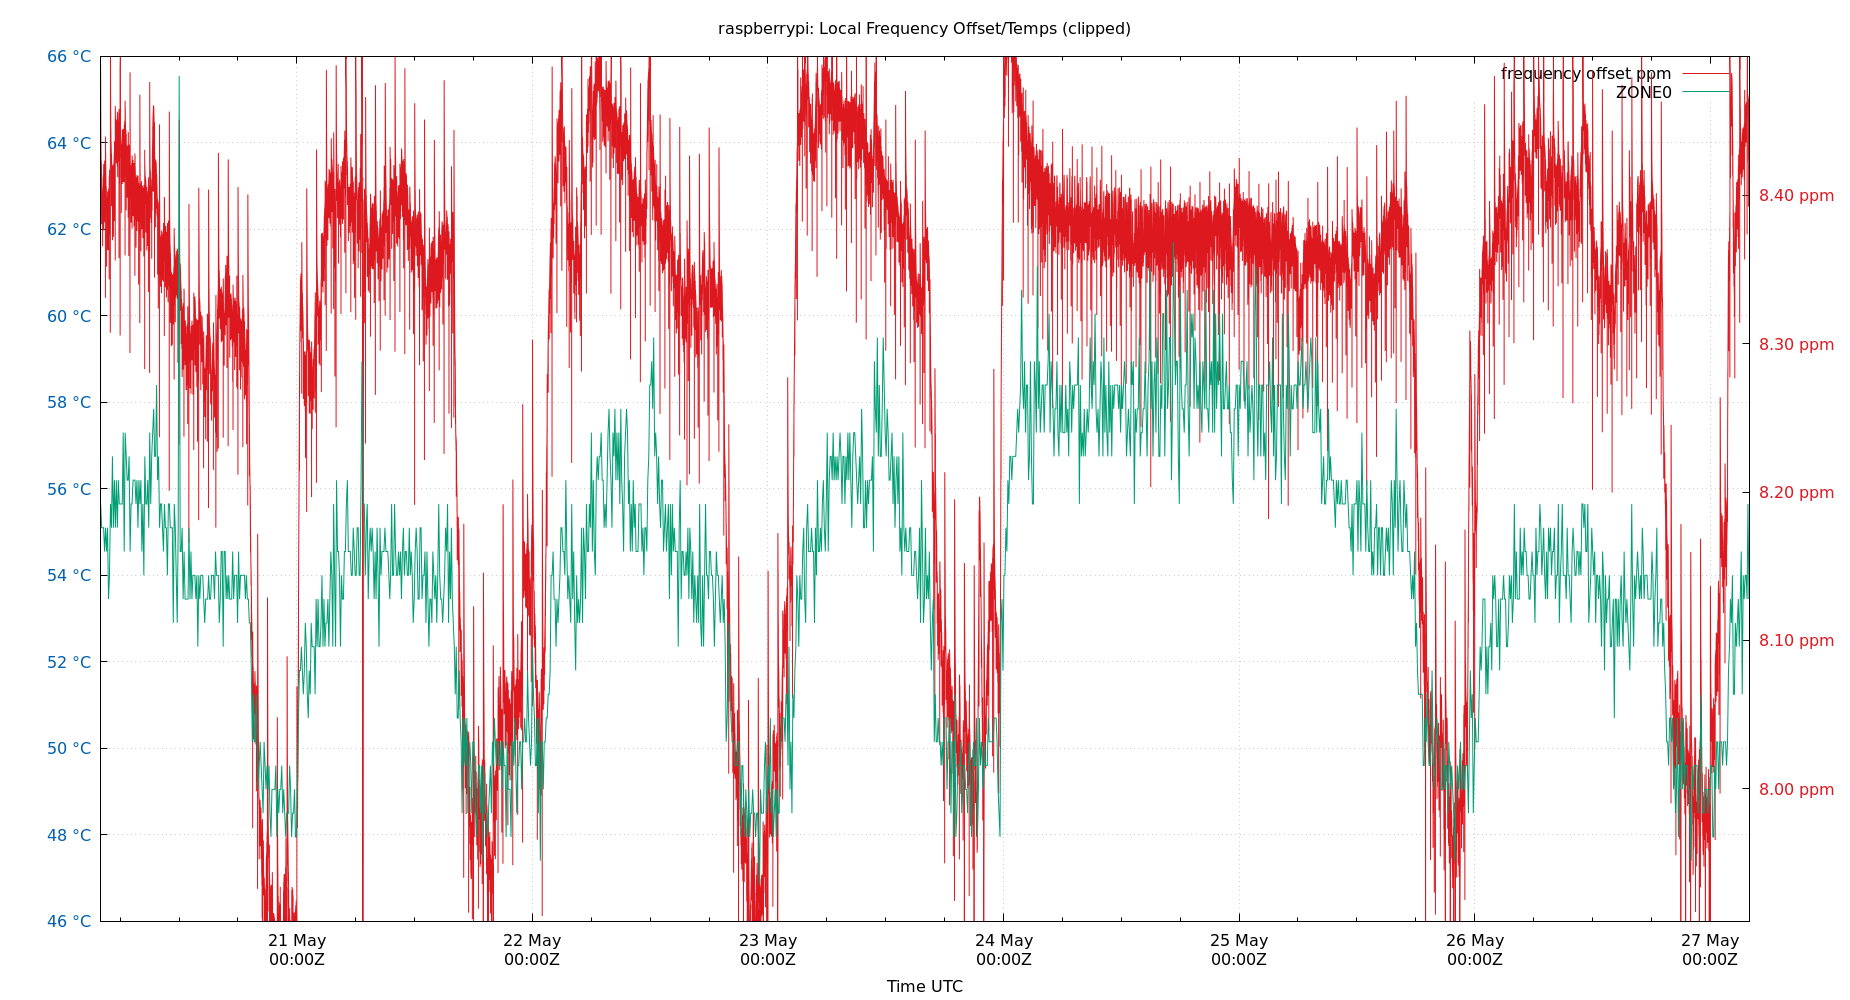 raspberrypi: Local Frequency Offset/Temps (clipped)
66 °C
64 °C
62 °C
60 °C
58 °C
56 °C
54 °C
52 °C
50 °C
48 °C
46 °C
frequency offset ppm
ZONE0
8.40 ppm
8.30 ppm
8.20 ppm
8.10 ppm
8.00 ppm
21 May
00:00Z
22 May
00:00Z
23 May
00:00Z
24 May
00:00Z
25 May
00:00Z
26 May
00:00Z
27 May
00:00Z
Time UTC